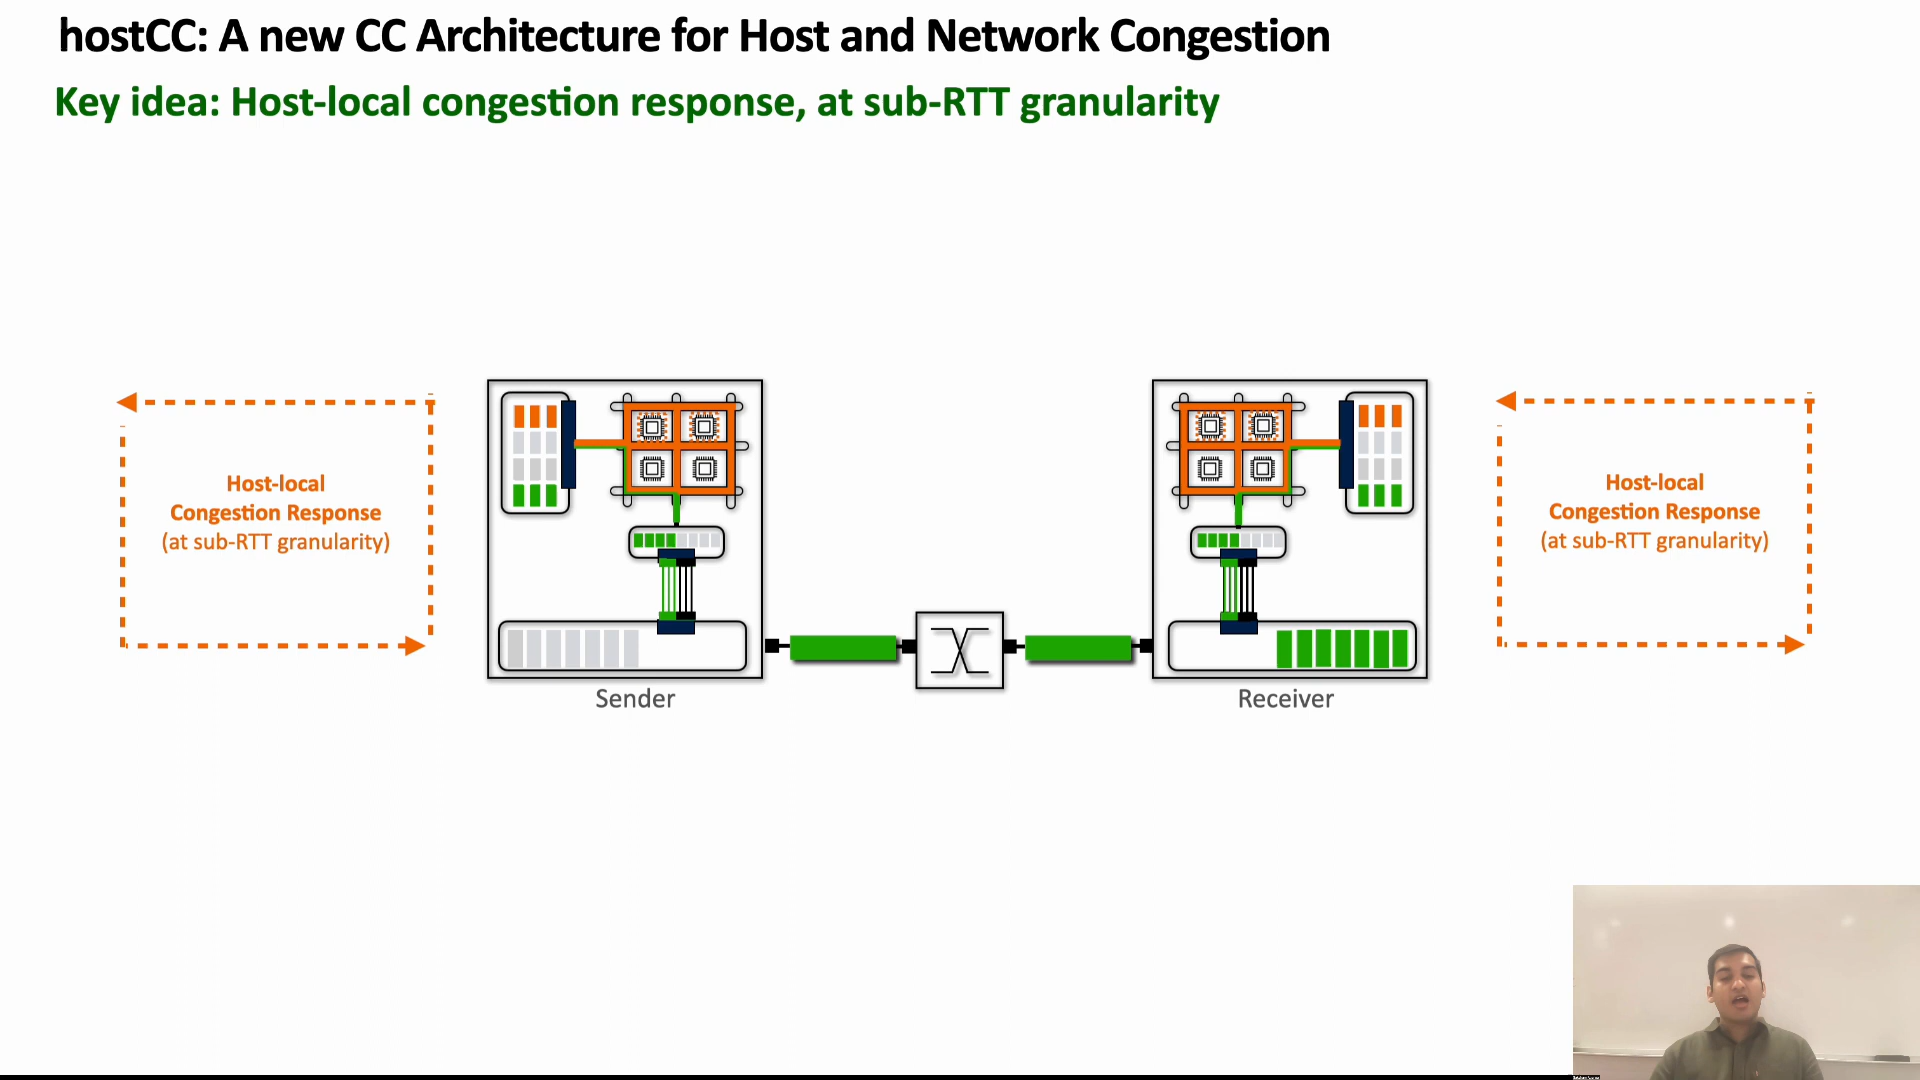 hostCC: A new CC Architecture for Host and Network Congestion
Key idea: Host-local congestion response, at sub-RTT granularity
Host-local
Congestion Response
(at sub-RTT granularity)
Host-local
Congestion Response
(at sub-RTT granularity)
Sender
Receiver